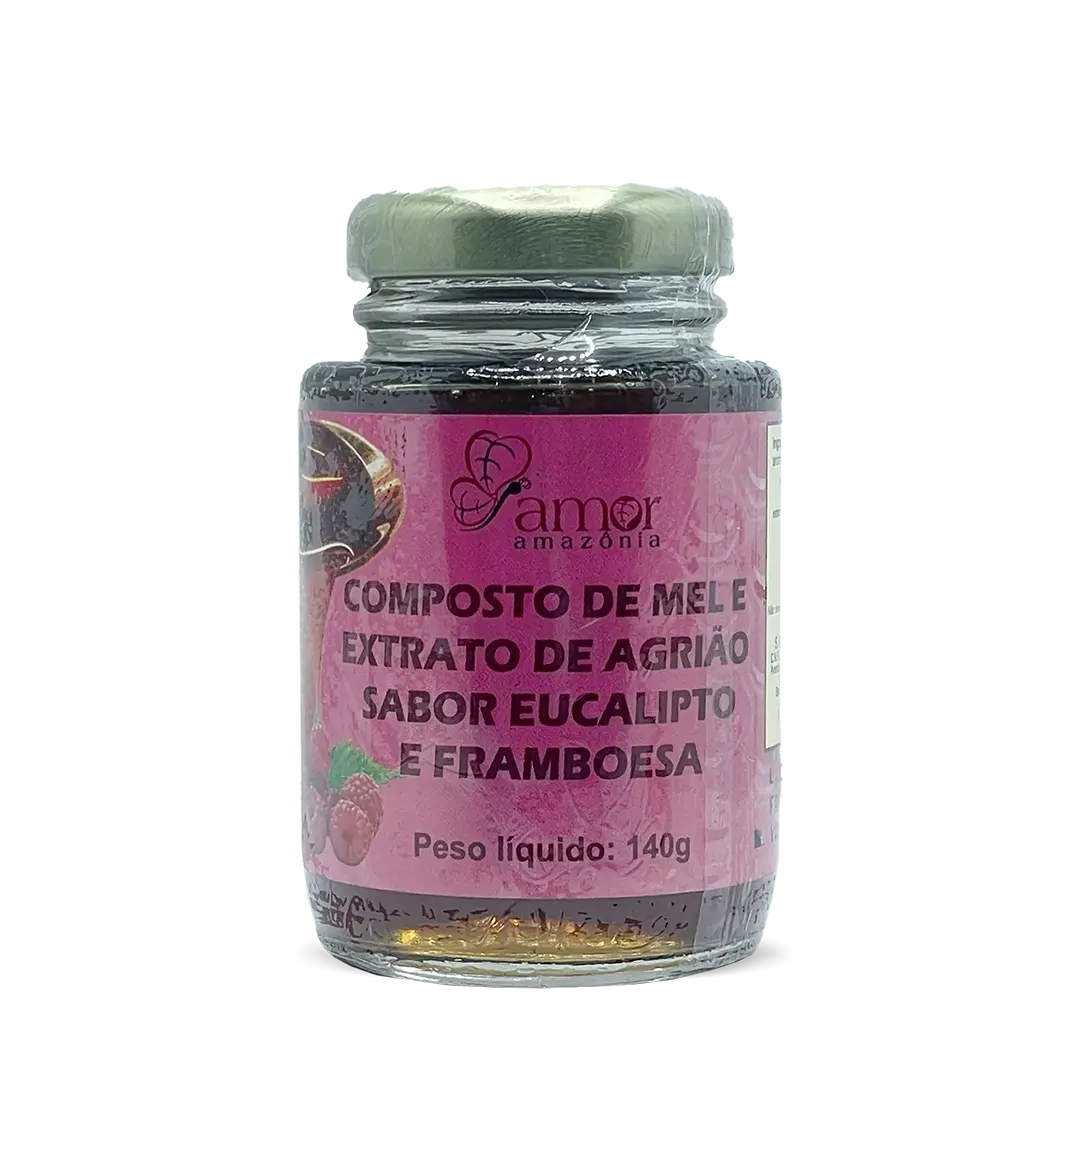 amor
amazônia
COMPOSTO DE MEL E
EXTRATO DE AGRIÃO
SABOR EUCALIPTO
E FRAMBOESA
Peso líquido: 140g